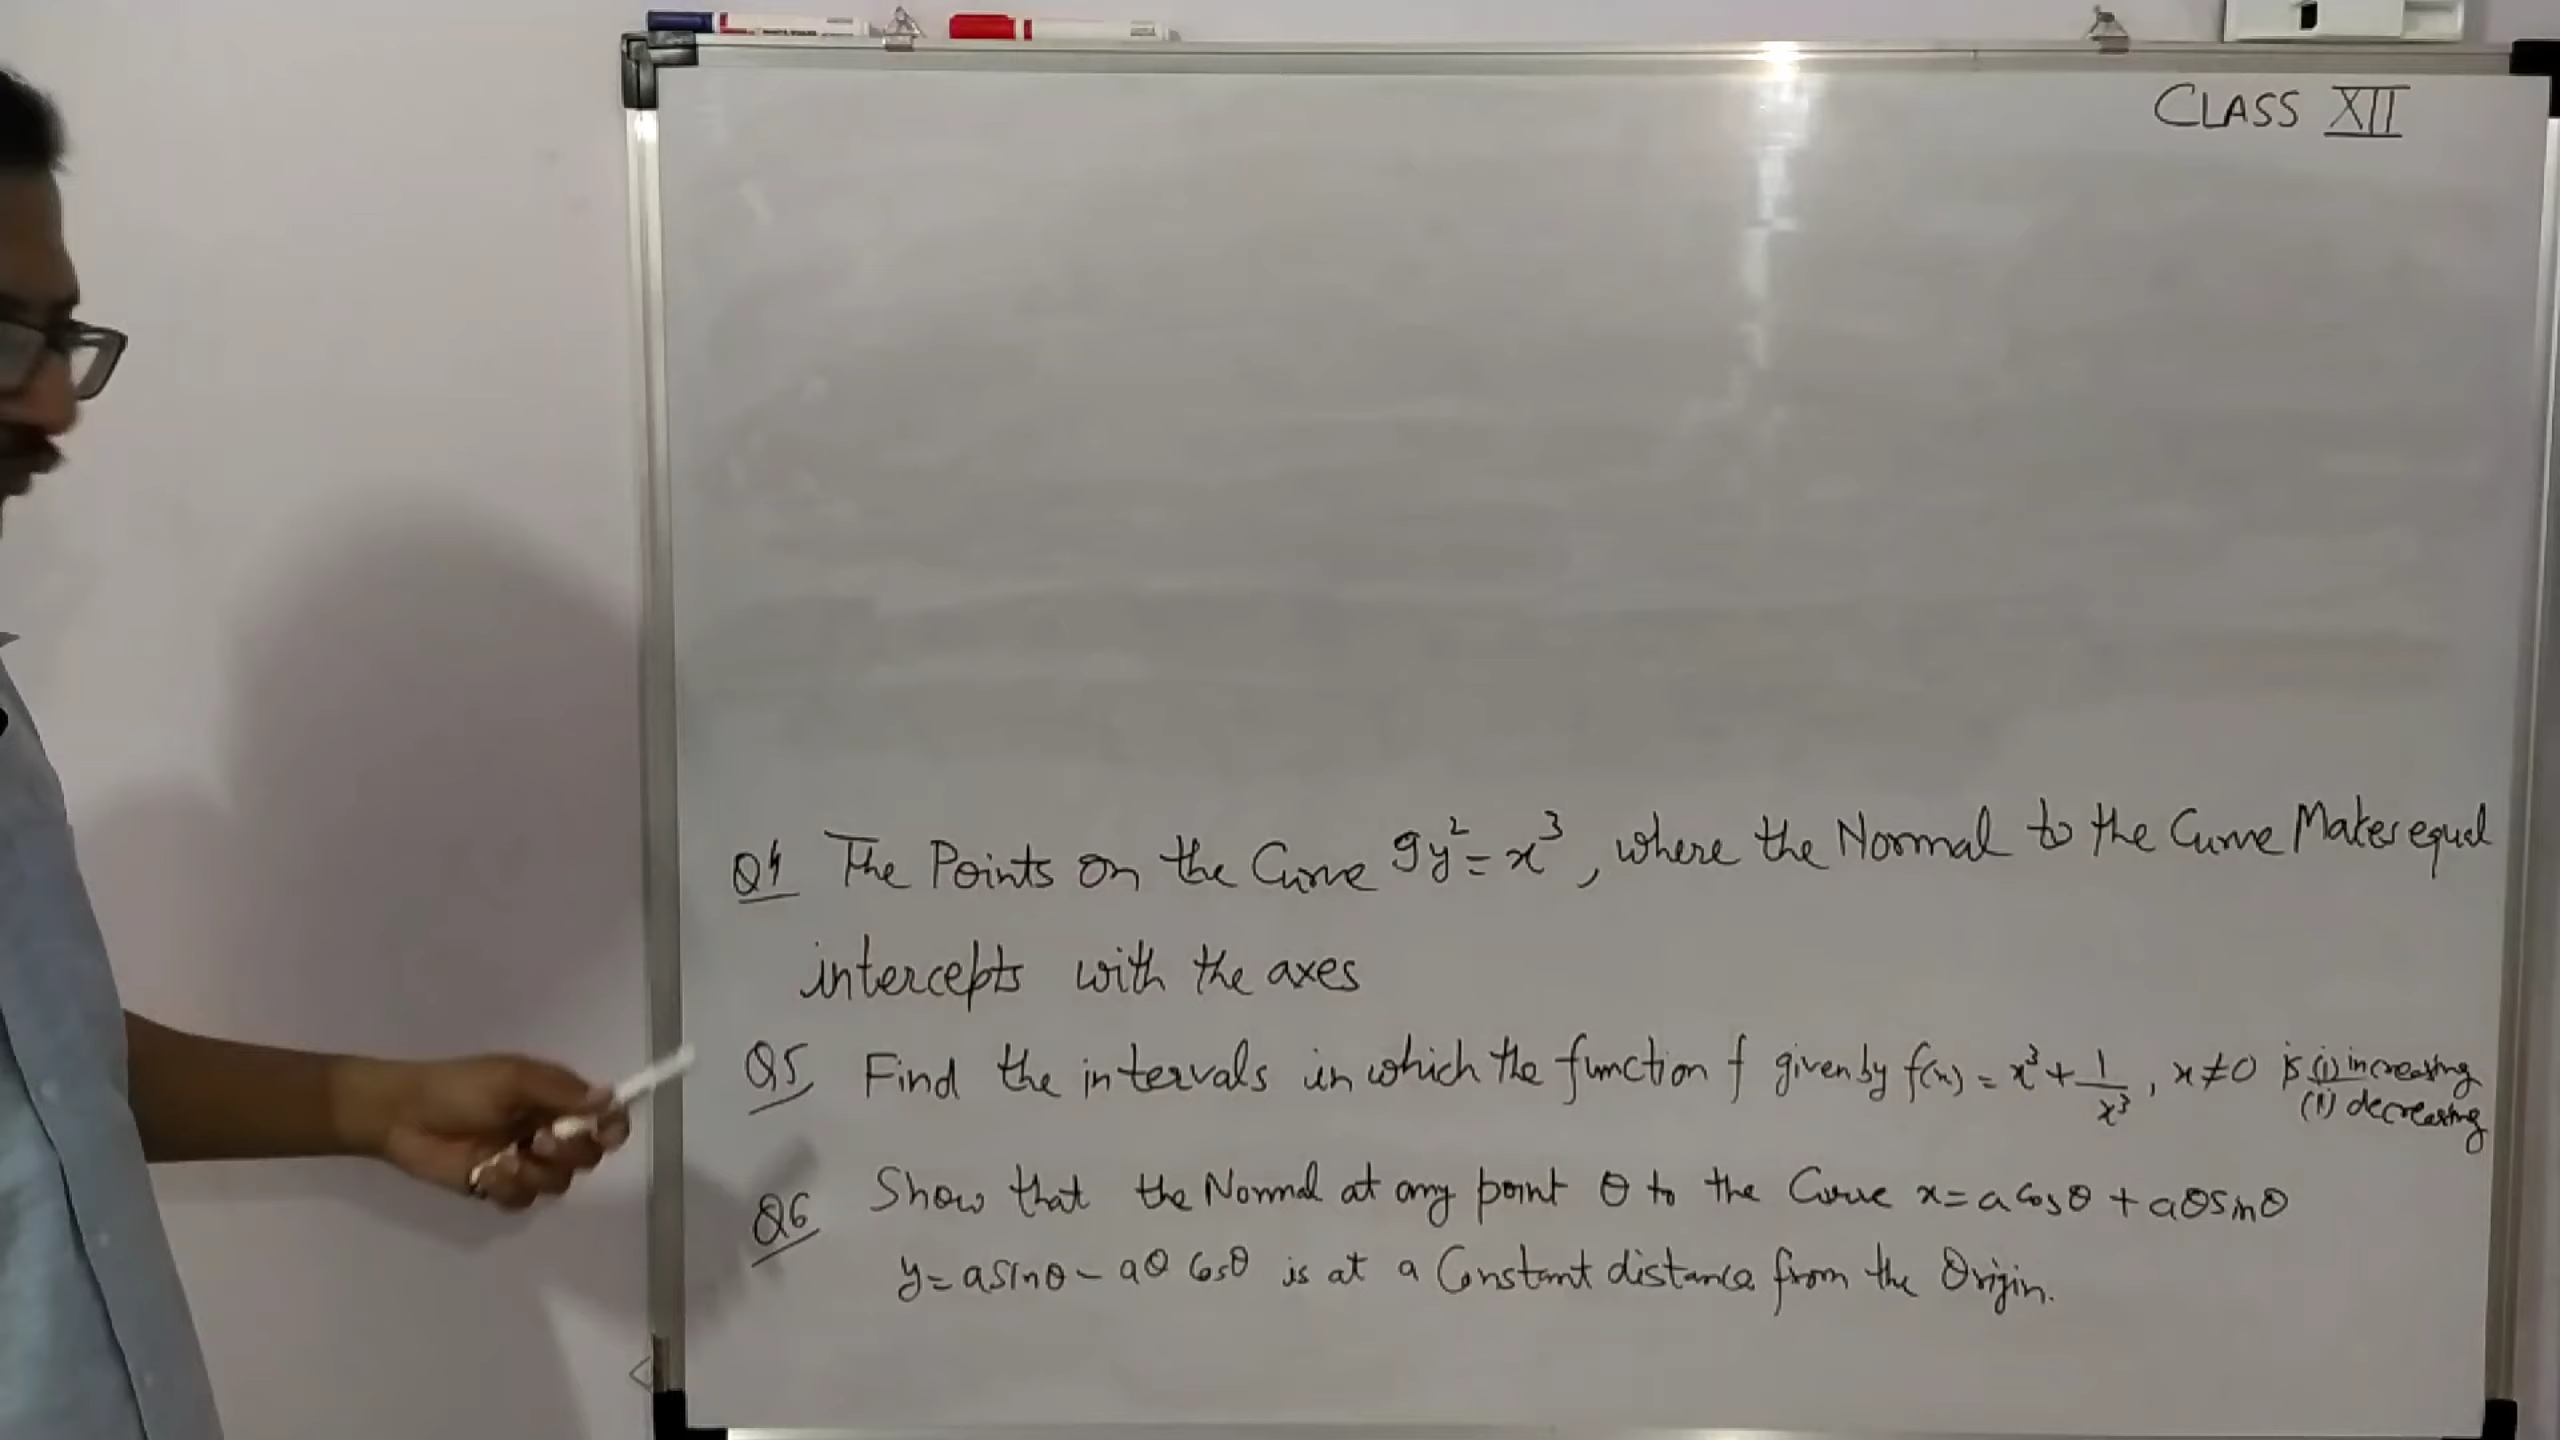 CLASS XII
Q4 The Points on the Curve 9y² = x³, where the Normal to the Curve Makes equal
intercepts with the axes
Q5 Find the intervals in which the function f given by f(x) = x³ + 1/x³, x ≠ 0 is (i) increasing
(ii) decreasing
Q6 Show that the Normal at any point θ to the Curve x = a cosθ + aθ sinθ
y = a sinθ - aθ cosθ is at a Constant distance from the Origin.